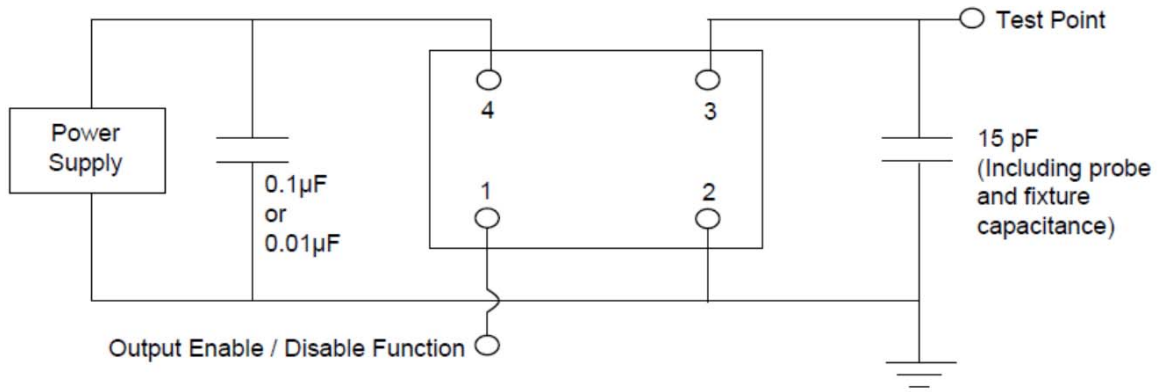 Test Point
4
3
Power
Supply
15 pF
(Including probe
and fixture
capacitance)
0.1µF
or
0.01µF
1
2
Output Enable / Disable Function